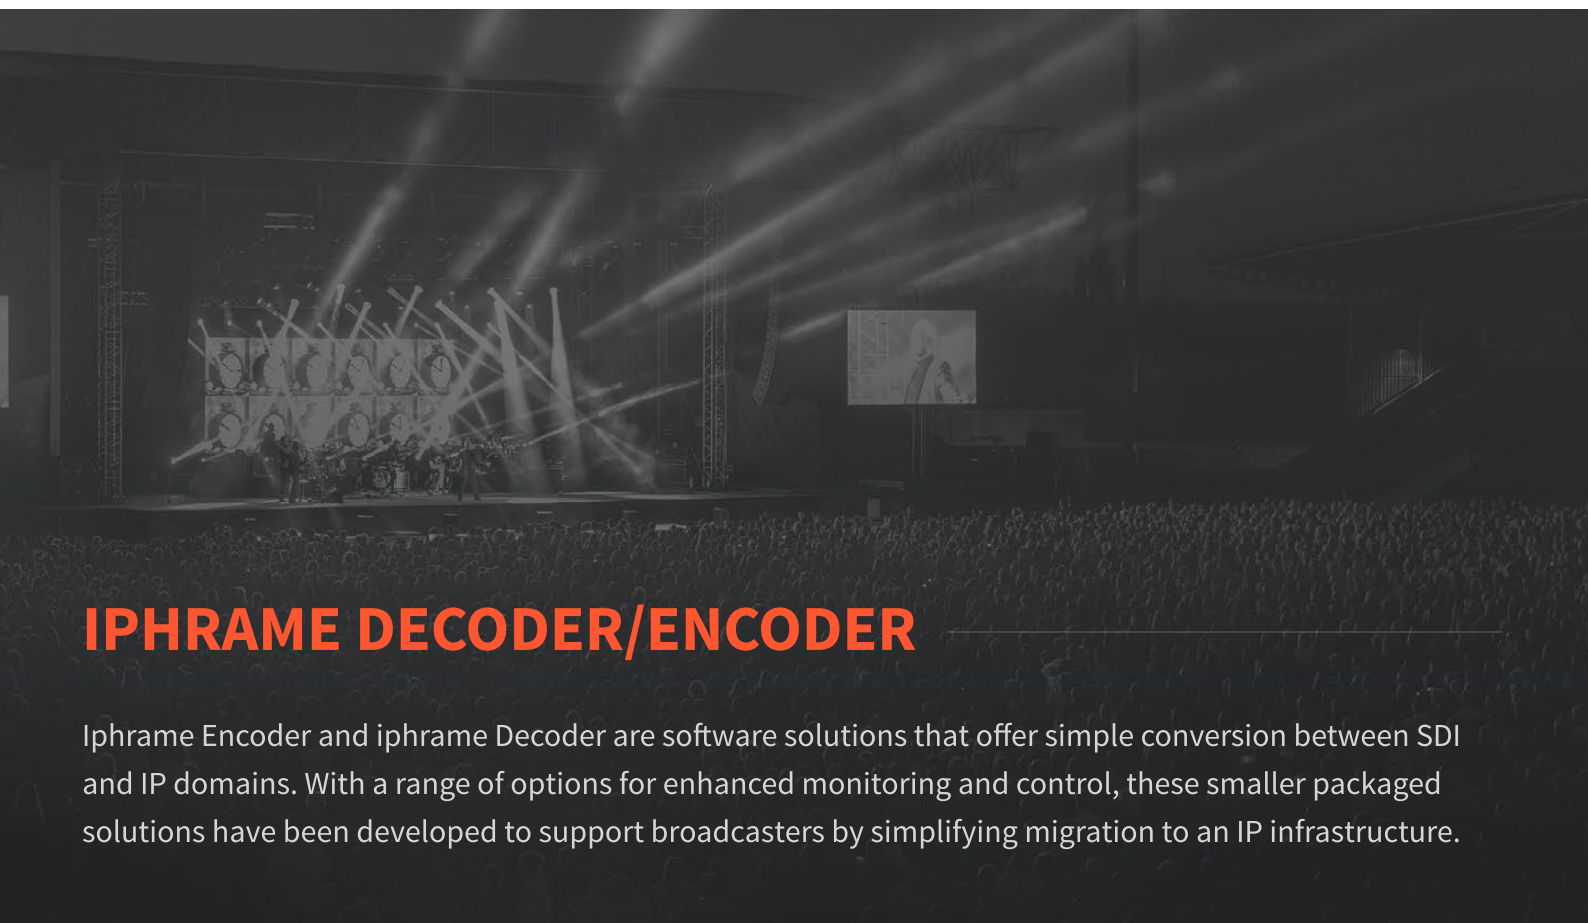 IPHRAME DECODER/ENCODER
Iphrame Encoder and iphrame Decoder are software solutions that offer simple conversion between SDI
and IP domains. With a range of options for enhanced monitoring and control, these smaller packaged
solutions have been developed to support broadcasters by simplifying migration to an IP infrastructure.